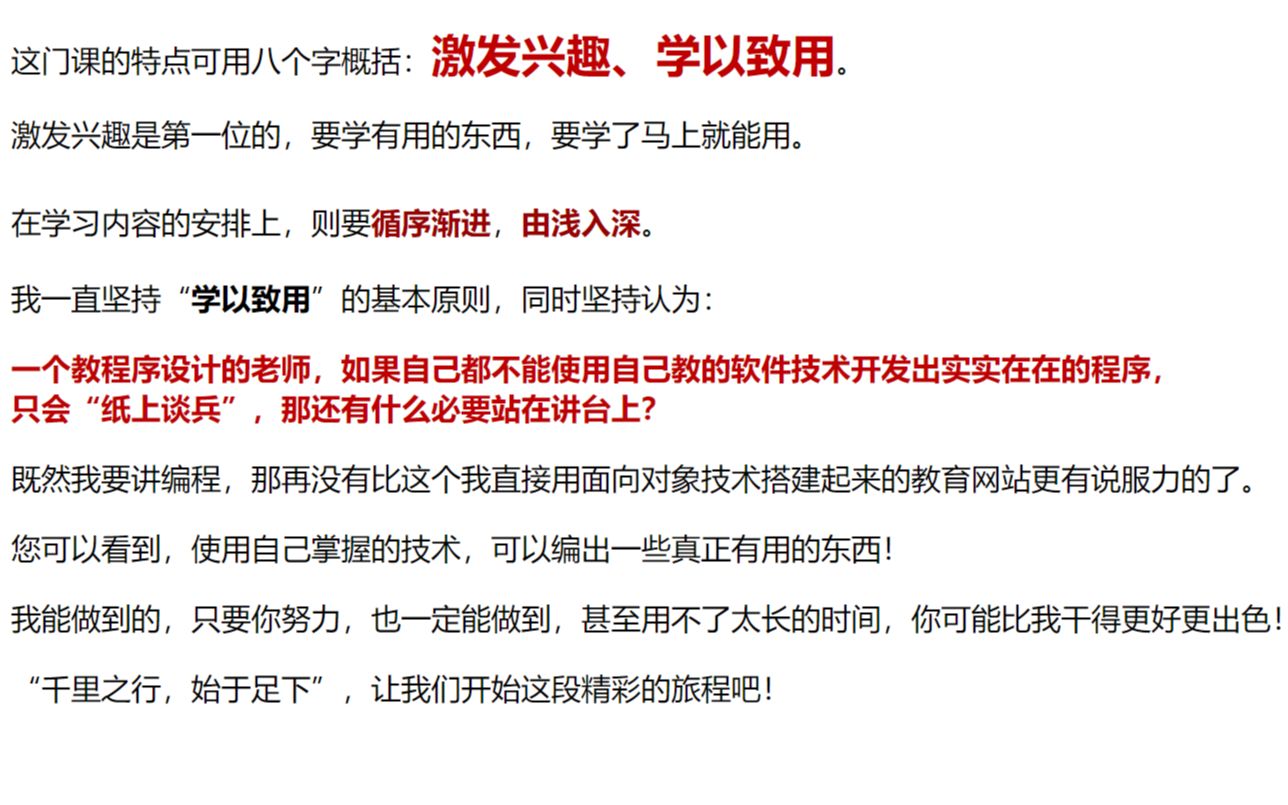 这门课的特点可用八个字概括：激发兴趣、学以致用。
激发兴趣是第一位的，要学有用的东西，要学了马上就能用。
在学习内容的安排上，则要循序渐进，由浅入深。
我一直坚持“学以致用”的基本原则，同时坚持认为：
一个教程序设计的老师，如果自己都不能使用自己教的软件技术开发出实实在在的程序，
只会“纸上谈兵”，那还有什么必要站在讲台上？
既然我要讲编程，那再没有比这个我直接用面向对象技术搭建起来的教育网站更有说服力的了。
您可以看到，使用自己掌握的技术，可以编出一些真正有用的东西！
我能做到的，只要你努力，也一定能做到，甚至用不了太长的时间，你可能比我干得更好更出色！
“千里之行，始于足下”，让我们开始这段精彩的旅程吧！